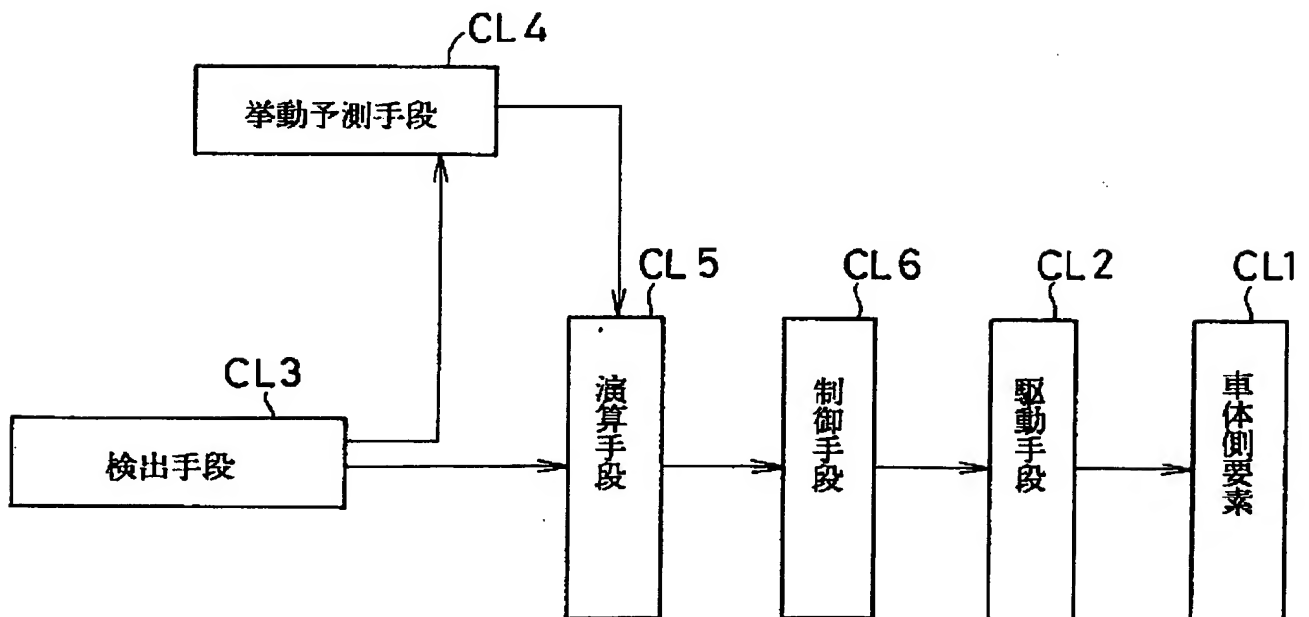 CL4
挙動予測手段
CL3
検出手段
CL5
演算手段
CL6
制御手段
CL2
駆動手段
CL1
車体側要素